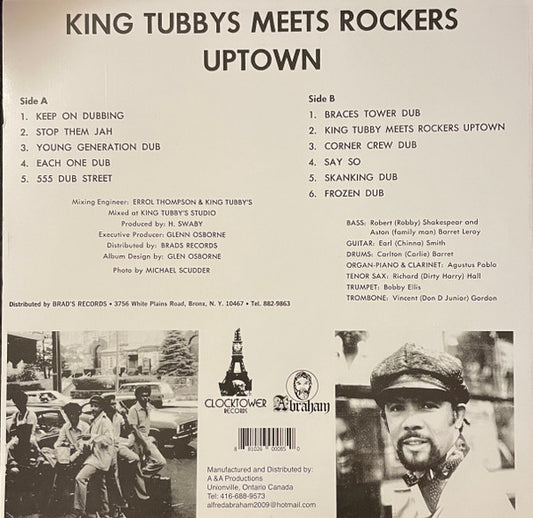 KING TUBBYS MEETS ROCKERS
UPTOWN
Side A
1. KEEP ON DUBBING
2. STOP THEM JAH
3. YOUNG GENERATION DUB
4. EACH ONE DUB
5. 555 DUB STREET
Side B
1. BRACES TOWER DUB
2. KING TUBBY MEETS ROCKERS UPTOWN
3. CORNER CREW DUB
4. SAY SO
5. SKANKING DUB
6. FROZEN DUB
Mixing Engineer: ERROL THOMPSON & KING TUBBY'S
Mixed at KING TUBBY'S STUDIO
Produced by: H. SWABY
Executive Producer: GLENN OSBORNE
Distributed by: BRADS RECORDS
Album Design by: GLEN OSBORNE
Photo by MICHAEL SCUDDER
BASS: Robert (Robby) Shakespear and
Aston (family man) Borret Leroy
GUITAR: Earl (Chinna) Smith
DRUMS: Carlton (Carlie) Barret
ORGAN-PIANO & CLARINET: Agustus Pablo
TENOR SAX: Richard (Dirty Harry) Hall
TRUMPET: Bobby Ellis
TROMBONE: Vincent (Don D Junior) Gordon
Distributed by BRAD'S RECORDS • 3756 White Plains Road, Bronx, N. Y. 10467 • Tel. 882-9863
CLOCKTOWER
RECORDS
Abraham
8 81026 00085 0
Manufactured and Distributed by:
A & A Productions
Unionville, Ontario Canada
Tel: 416-688-9573
alfredabraham2009@hotmail.com